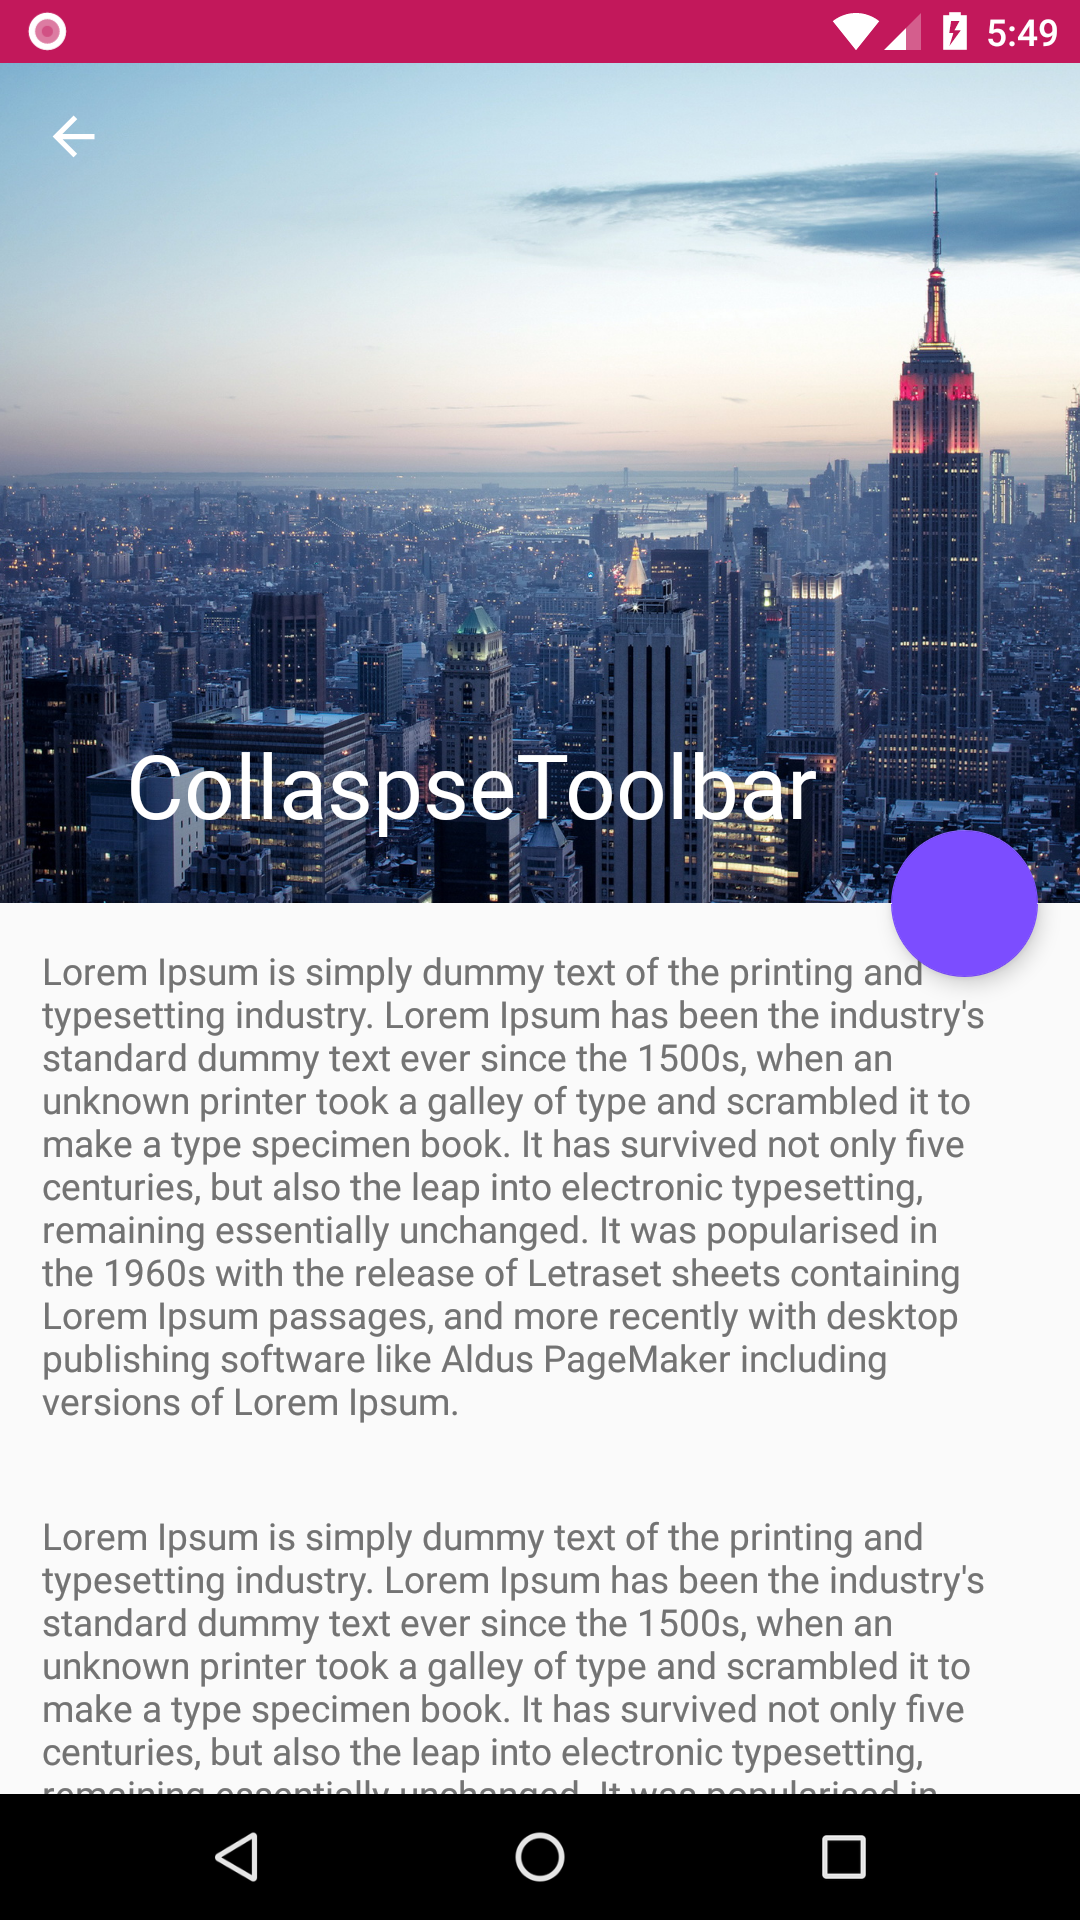 5:49
CollaspseToolbar
Lorem Ipsum is simply dummy text of the printing and
typesetting industry. Lorem Ipsum has been the industry's
standard dummy text ever since the 1500s, when an
unknown printer took a galley of type and scrambled it to
make a type specimen book. It has survived not only five
centuries, but also the leap into electronic typesetting,
remaining essentially unchanged. It was popularised in
the 1960s with the release of Letraset sheets containing
Lorem Ipsum passages, and more recently with desktop
publishing software like Aldus PageMaker including
versions of Lorem Ipsum.
Lorem Ipsum is simply dummy text of the printing and
typesetting industry. Lorem Ipsum has been the industry's
standard dummy text ever since the 1500s, when an
unknown printer took a galley of type and scrambled it to
make a type specimen book. It has survived not only five
centuries, but also the leap into electronic typesetting,
remaining essentially unchanged. It was popularised in